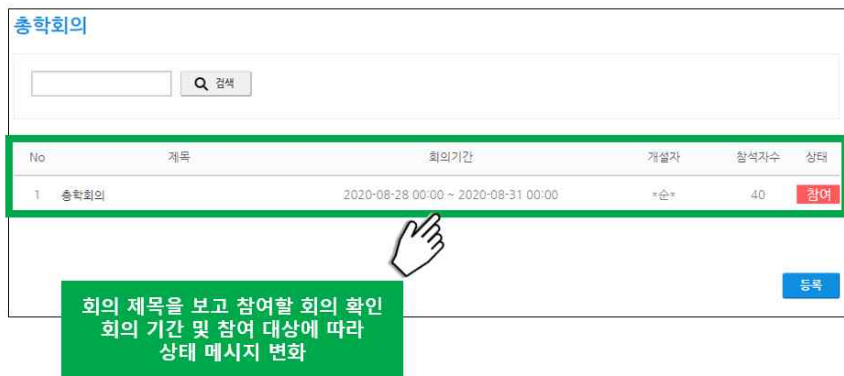 총학회의
검색
No 제목 회의기간 개설자 참석자수 상태
1 총학회의 2020-08-28 00:00 ~ 2020-08-31 00:00 *순* 40 참여
등록
회의 제목을 보고 참여할 회의 확인
회의 기간 및 참여 대상에 따라
상태 메시지 변화